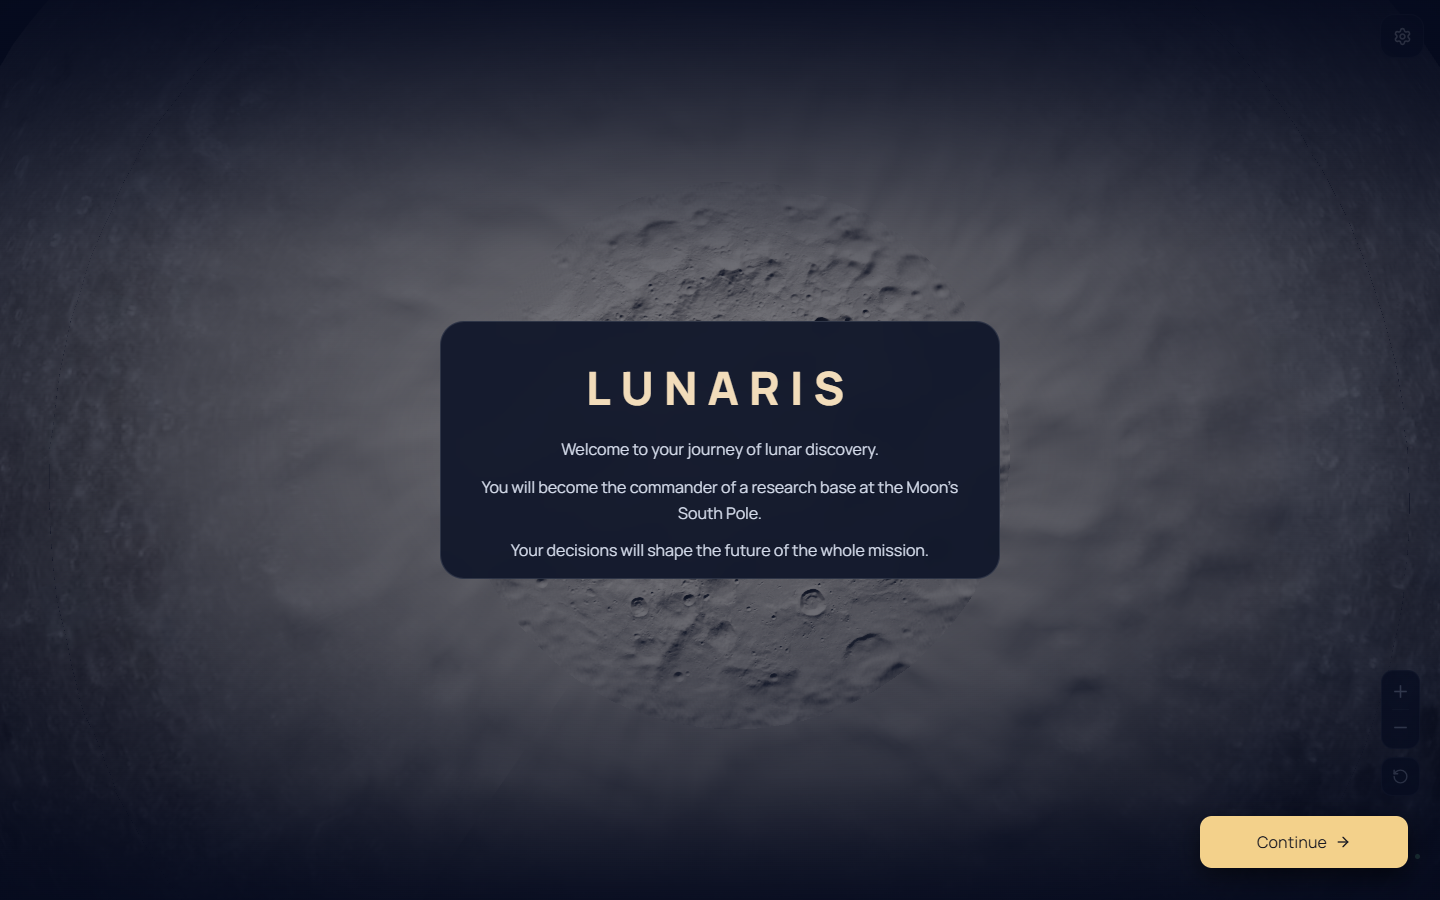 LUNARIS
Welcome to your journey of lunar discovery.
You will become the commander of a research base at the Moon's
South Pole.
Your decisions will shape the future of the whole mission.
Continue →